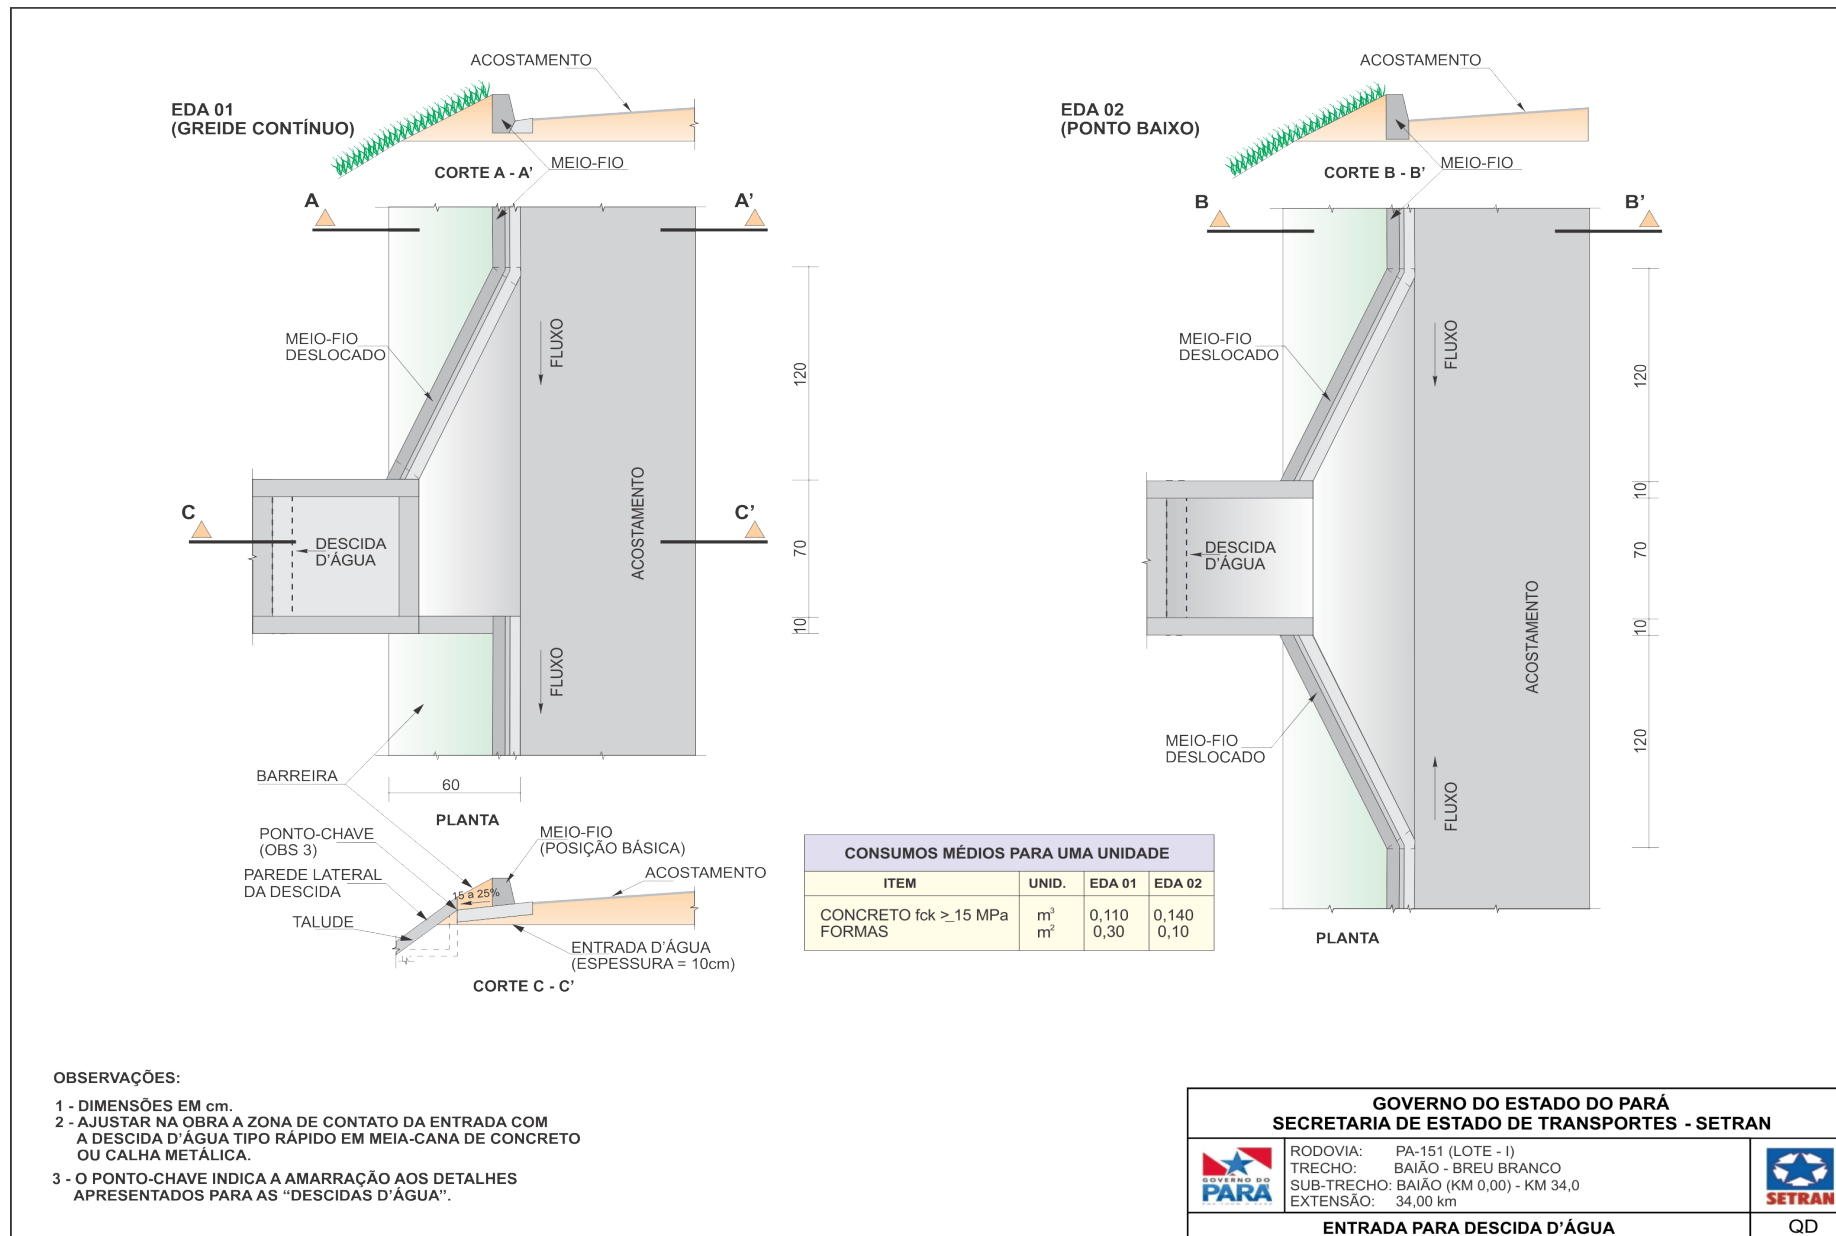 EDA 01
(GREIDE CONTÍNUO)
ACOSTAMENTO
CORTE A - A’
MEIO-FIO
A
A’
MEIO-FIO
DESLOCADO
FLUXO
120
C
C’
DESCIDA
D’ÁGUA
ACOSTAMENTO
70
10
FLUXO
BARREIRA
60
PLANTA
PONTO-CHAVE
(OBS 3)
MEIO-FIO
(POSIÇÃO BÁSICA)
PAREDE LATERAL
DA DESCIDA
15 a 25%
ACOSTAMENTO
TALUDE
ENTRADA D’ÁGUA
(ESPESSURA = 10cm)
CORTE C - C’
EDA 02
(PONTO BAIXO)
ACOSTAMENTO
CORTE B - B’
MEIO-FIO
B
B’
MEIO-FIO
DESLOCADO
FLUXO
120
10
DESCIDA
D’ÁGUA
70
10
ACOSTAMENTO
MEIO-FIO
DESLOCADO
120
FLUXO
PLANTA
CONSUMOS MÉDIOS PARA UMA UNIDADE
ITEM UNID. EDA 01 EDA 02
CONCRETO fck >_15 MPa m³ 0,110 0,140
FORMAS m² 0,30 0,10
OBSERVAÇÕES:
1 - DIMENSÕES EM cm.
2 - AJUSTAR NA OBRA A ZONA DE CONTATO DA ENTRADA COM
A DESCIDA D’ÁGUA TIPO RÁPIDO EM MEIA-CANA DE CONCRETO
OU CALHA METÁLICA.
3 - O PONTO-CHAVE INDICA A AMARRAÇÃO AOS DETALHES
APRESENTADOS PARA AS “DESCIDAS D’ÁGUA”.
GOVERNO DO ESTADO DO PARÁ
SECRETARIA DE ESTADO DE TRANSPORTES - SETRAN
GOVERNO DO
PARÁ
RODOVIA: PA-151 (LOTE - I)
TRECHO: BAIÃO - BREU BRANCO
SUB-TRECHO: BAIÃO (KM 0,00) - KM 34,0
EXTENSÃO: 34,00 km
SETRAN
ENTRADA PARA DESCIDA D’ÁGUA
QD